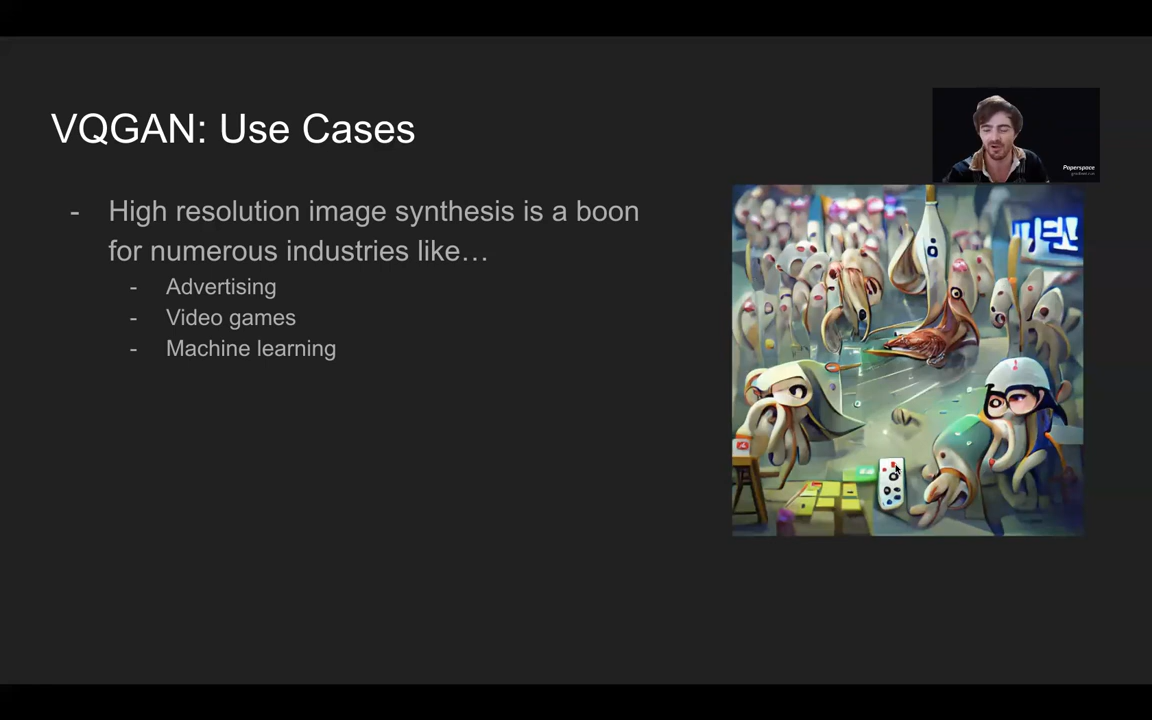 VQGAN: Use Cases
- High resolution image synthesis is a boon
for numerous industries like…
- Advertising
- Video games
- Machine learning
Paperspace